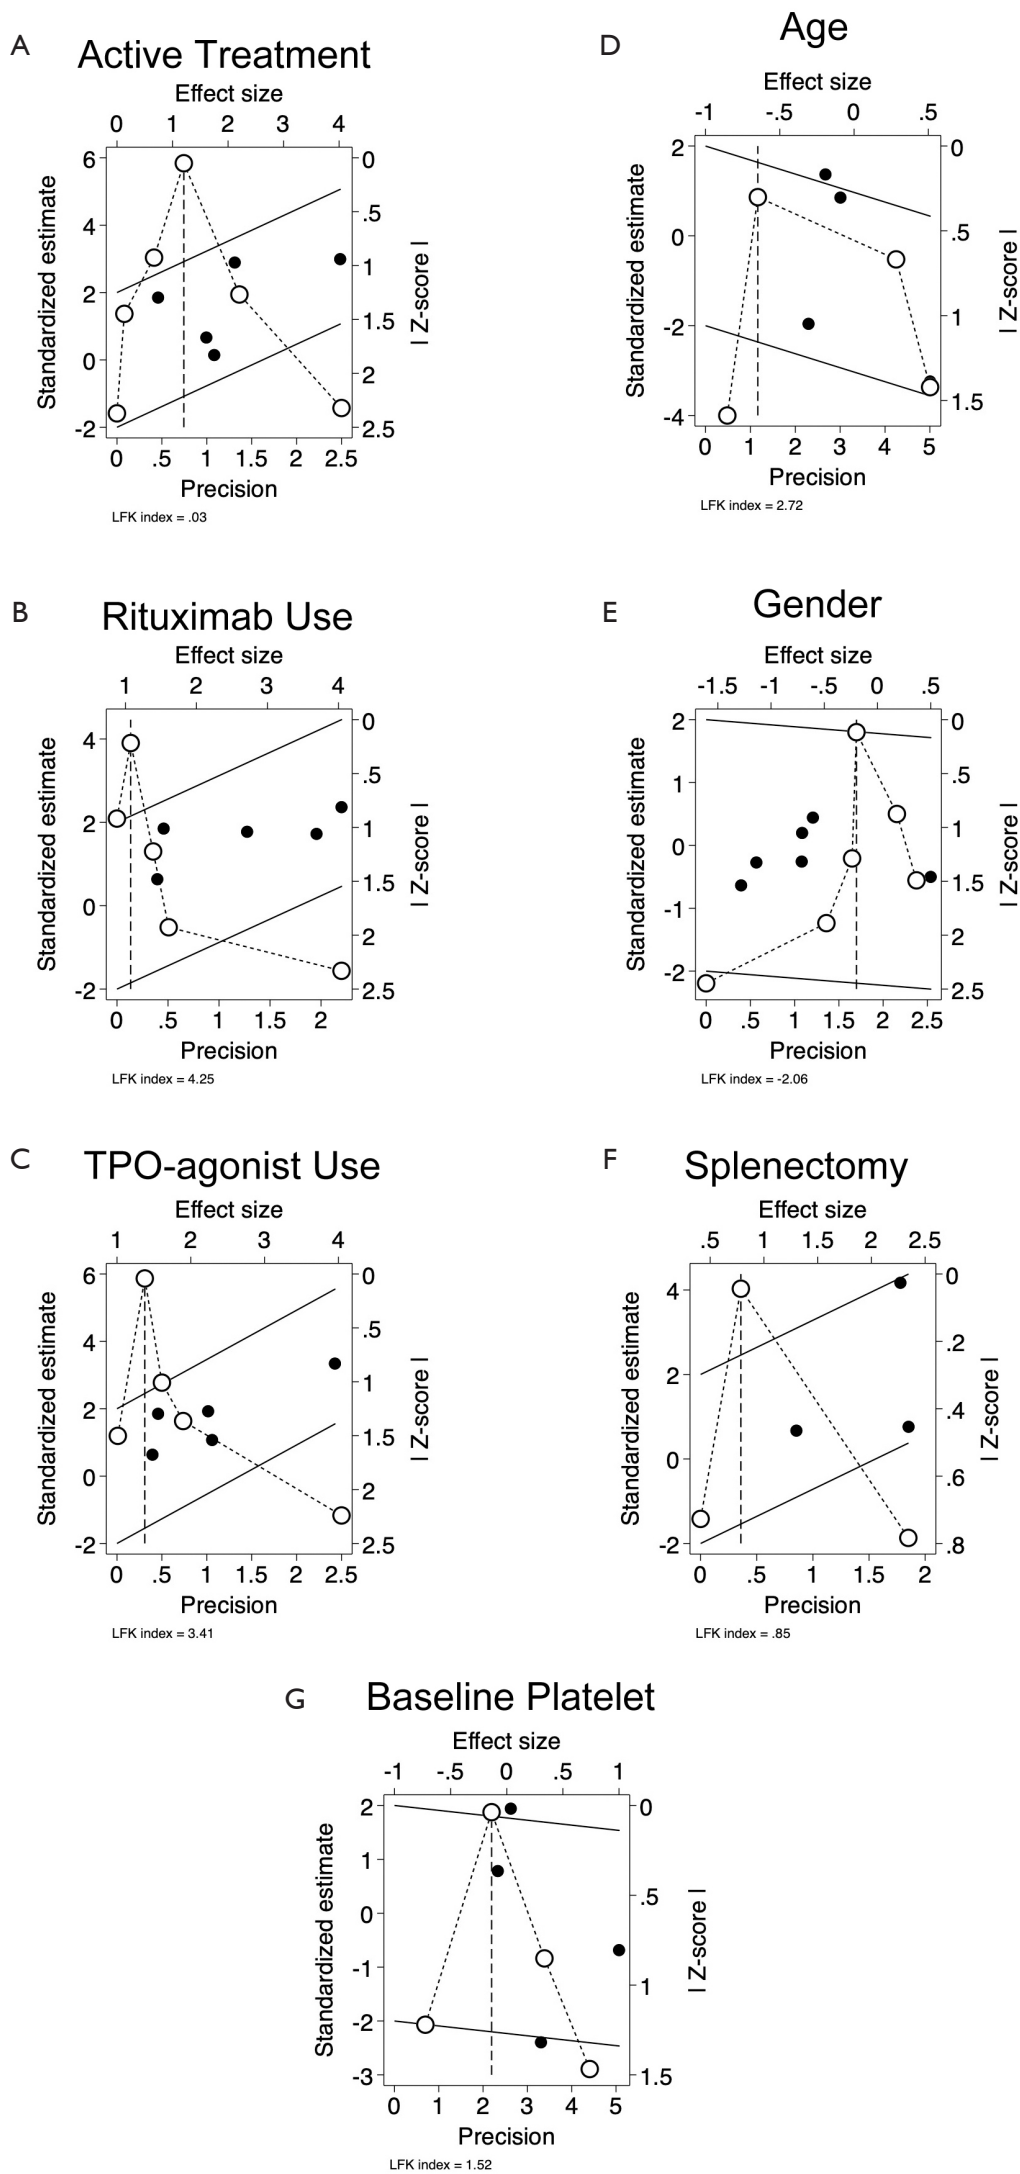 A
Active Treatment
Effect size
0 1 2 3 4
6
4
2
0
-2
Standardized estimate
0
.5
1
1.5
2
2.5
| Z-score |
0 .5 1 1.5 2 2.5
Precision
LFK index = .03
D
Age
Effect size
-1 -.5 0 .5
2
0
-2
-4
Standardized estimate
0
.5
1
1.5
| Z-score |
0 1 2 3 4 5
Precision
LFK index = 2.72
B
Rituximab Use
Effect size
1 2 3 4
4
2
0
-2
Standardized estimate
0
.5
1
1.5
2
2.5
| Z-score |
0 .5 1 1.5 2
Precision
LFK index = 4.25
E
Gender
Effect size
-1.5 -1 -.5 0 .5
2
1
0
-1
-2
Standardized estimate
0
.5
1
1.5
2
2.5
| Z-score |
0 .5 1 1.5 2 2.5
Precision
LFK index = -2.06
C
TPO-agonist Use
Effect size
1 2 3 4
6
4
2
0
-2
Standardized estimate
0
.5
1
1.5
2
2.5
| Z-score |
0 .5 1 1.5 2 2.5
Precision
LFK index = 3.41
F
Splenectomy
Effect size
.5 1 1.5 2 2.5
4
2
0
-2
Standardized estimate
0
.2
.4
.6
.8
| Z-score |
0 .5 1 1.5 2
Precision
LFK index = .85
G
Baseline Platelet
Effect size
-1 -.5 0 .5 1
2
1
0
-1
-2
-3
Standardized estimate
0
.5
1
1.5
| Z-score |
0 1 2 3 4 5
Precision
LFK index = 1.52